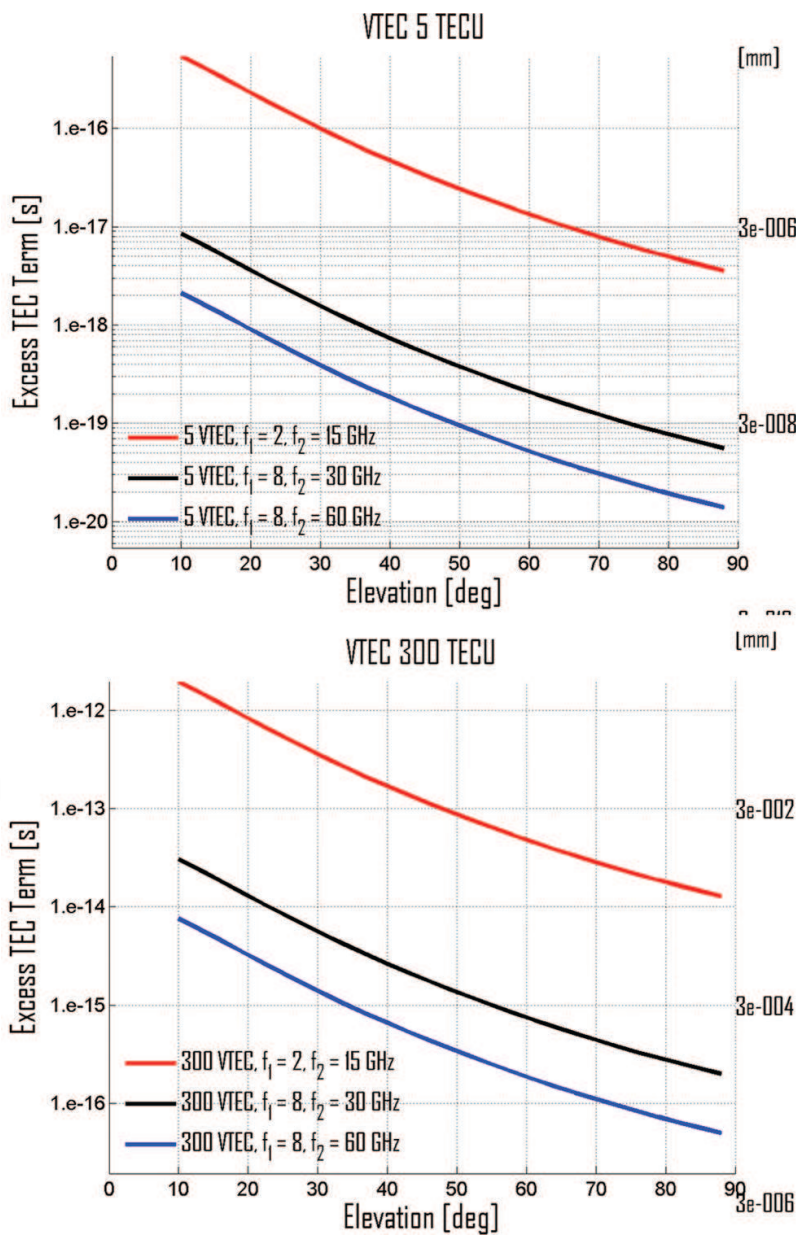 VTEC 5 TECU
[mm]
1.e-16
1.e-17
3e-006
1.e-18
1.e-19
3e-008
1.e-20
Excess TEC Term [s]
5 VTEC, f1 = 2, f2 = 15 GHz
5 VTEC, f1 = 8, f2 = 30 GHz
5 VTEC, f1 = 8, f2 = 60 GHz
0 10 20 30 40 50 60 70 80 90
Elevation [deg]
VTEC 300 TECU
[mm]
1.e-12
1.e-13
3e-002
1.e-14
1.e-15
3e-004
1.e-16
Excess TEC Term [s]
300 VTEC, f1 = 2, f2 = 15 GHz
300 VTEC, f1 = 8, f2 = 30 GHz
300 VTEC, f1 = 8, f2 = 60 GHz
0 10 20 30 40 50 60 70 80 90
3e-006
Elevation [deg]